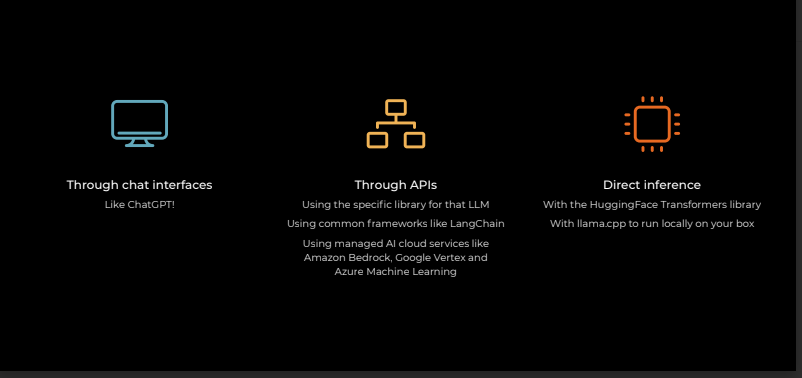 Through chat interfaces
Like ChatGPT!
Through APIs
Using the specific library for that LLM
Using common frameworks like LangChain
Using managed AI cloud services like
Amazon Bedrock, Google Vertex and
Azure Machine Learning
Direct inference
With the HuggingFace Transformers library
With llama.cpp to run locally on your box